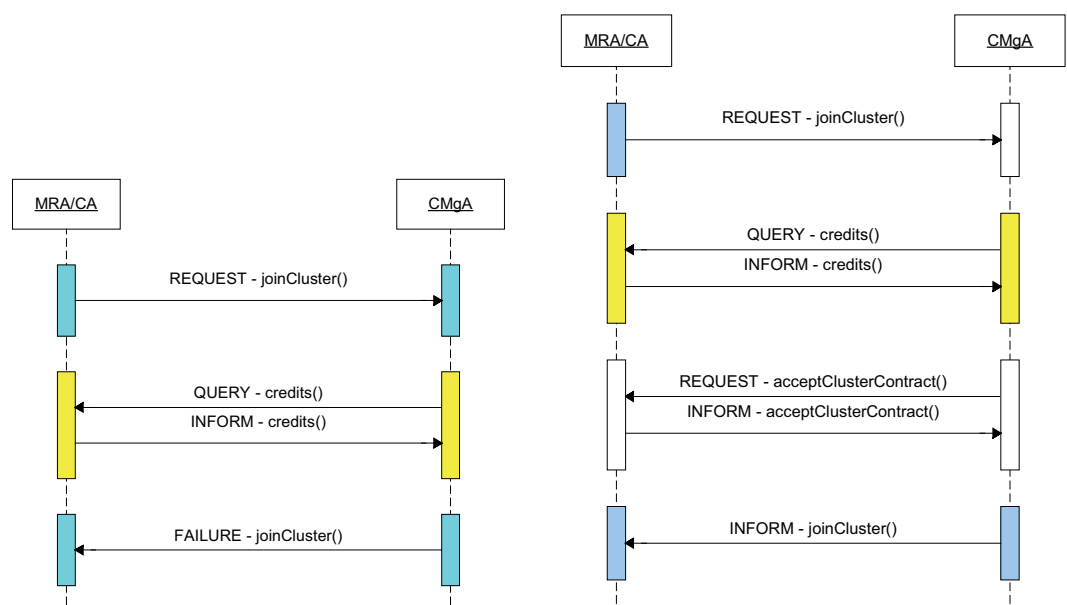 MRA/CA
CMgA
REQUEST - joinCluster()
QUERY - credits()
INFORM - credits()
FAILURE - joinCluster()
MRA/CA
CMgA
REQUEST - joinCluster()
QUERY - credits()
INFORM - credits()
REQUEST - acceptClusterContract()
INFORM - acceptClusterContract()
INFORM - joinCluster()